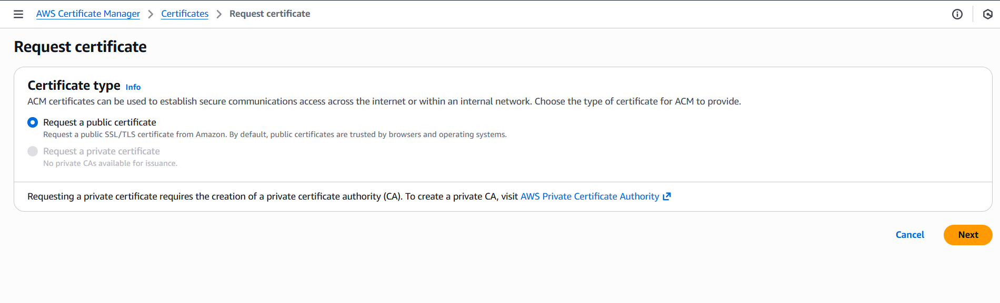 AWS Certificate Manager > Certificates > Request certificate
Request certificate
Certificate type Info
ACM certificates can be used to establish secure communications access across the internet or within an internal network. Choose the type of certificate for ACM to provide.
Request a public certificate
Request a public SSL/TLS certificate from Amazon. By default, public certificates are trusted by browsers and operating systems.
Request a private certificate
No private CAs available for issuance.
Requesting a private certificate requires the creation of a private certificate authority (CA). To create a private CA, visit AWS Private Certificate Authority
Cancel Next